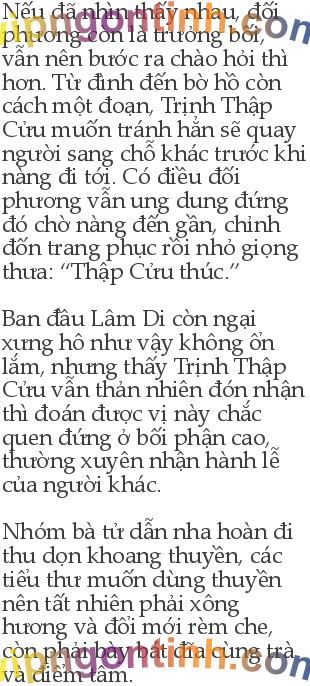 Nếu đã nhìn thấy nhau, đối
phương còn là trưởng bối,
vẫn nên bước ra chào hỏi thì
hơn. Từ đình đến bờ hồ còn
cách một đoạn, Trịnh Thập
Cửu muốn tránh hẳn sẽ quay
người sang chỗ khác trước khi
nàng đi tới. Có điều đối
phương vẫn ung dung đứng
đó chờ nàng đến gần, chỉnh
đốn trang phục rồi nhỏ giọng
thưa: “Thập Cửu thúc.”
Ban đầu Lâm Di còn ngại
xưng hô như vậy không ổn
lắm, nhưng thấy Trịnh Thập
Cửu vẫn thản nhiên đón nhận
thì đoán được vị này chắc
quen đứng ở bối phận cao,
thường xuyên nhận hành lễ
của người khác.
Nhóm bà tử dẫn nha hoàn đi
thu dọn khoang thuyền, các
tiểu thư muốn dùng thuyền
nên tất nhiên phải xông
hương và đổi mới rèm che,
còn phải bày bát đĩa cùng trà
và điểm tâm.
vipngontinh.com
vipngontinh.com